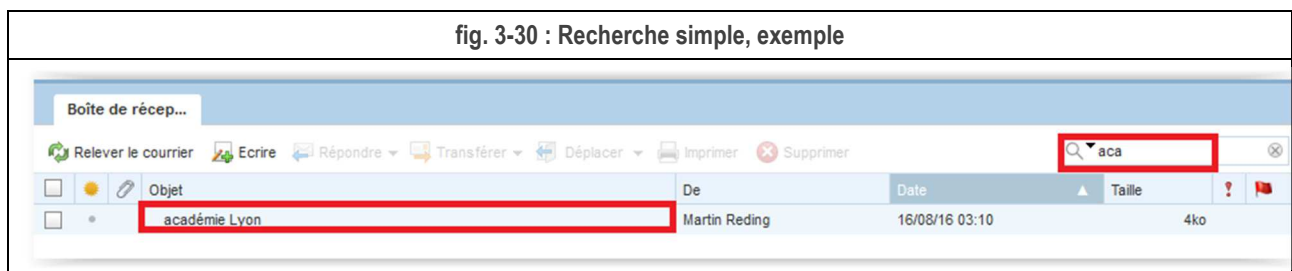 fig. 3-30 : Recherche simple, exemple
Boîte de récep...
Relever le courrier Ecrire Répondre Transférer Déplacer Imprimer Supprimer aca
Objet De Date Taille
académie Lyon Martin Reding 16/08/16 03:10 4ko